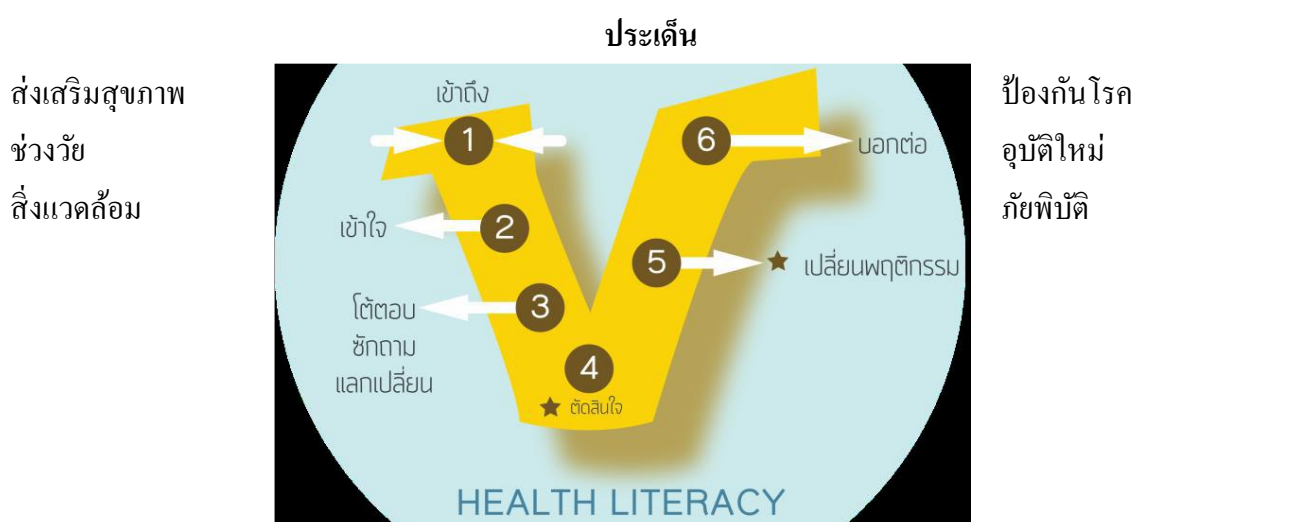 ประเด็น
ส่งเสริมสุขภาพ
ช่วงวัย
สิ่งแวดล้อม
เข้าถึง
1
2
เข้าใจ
3
โต้ตอบ
ซักถาม
แลกเปลี่ยน
4
ตัดสินใจ
5
เปลี่ยนพฤติกรรม
6
บอกต่อ
HEALTH LITERACY
ป้องกันโรค
อุบัติใหม่
ภัยพิบัติ